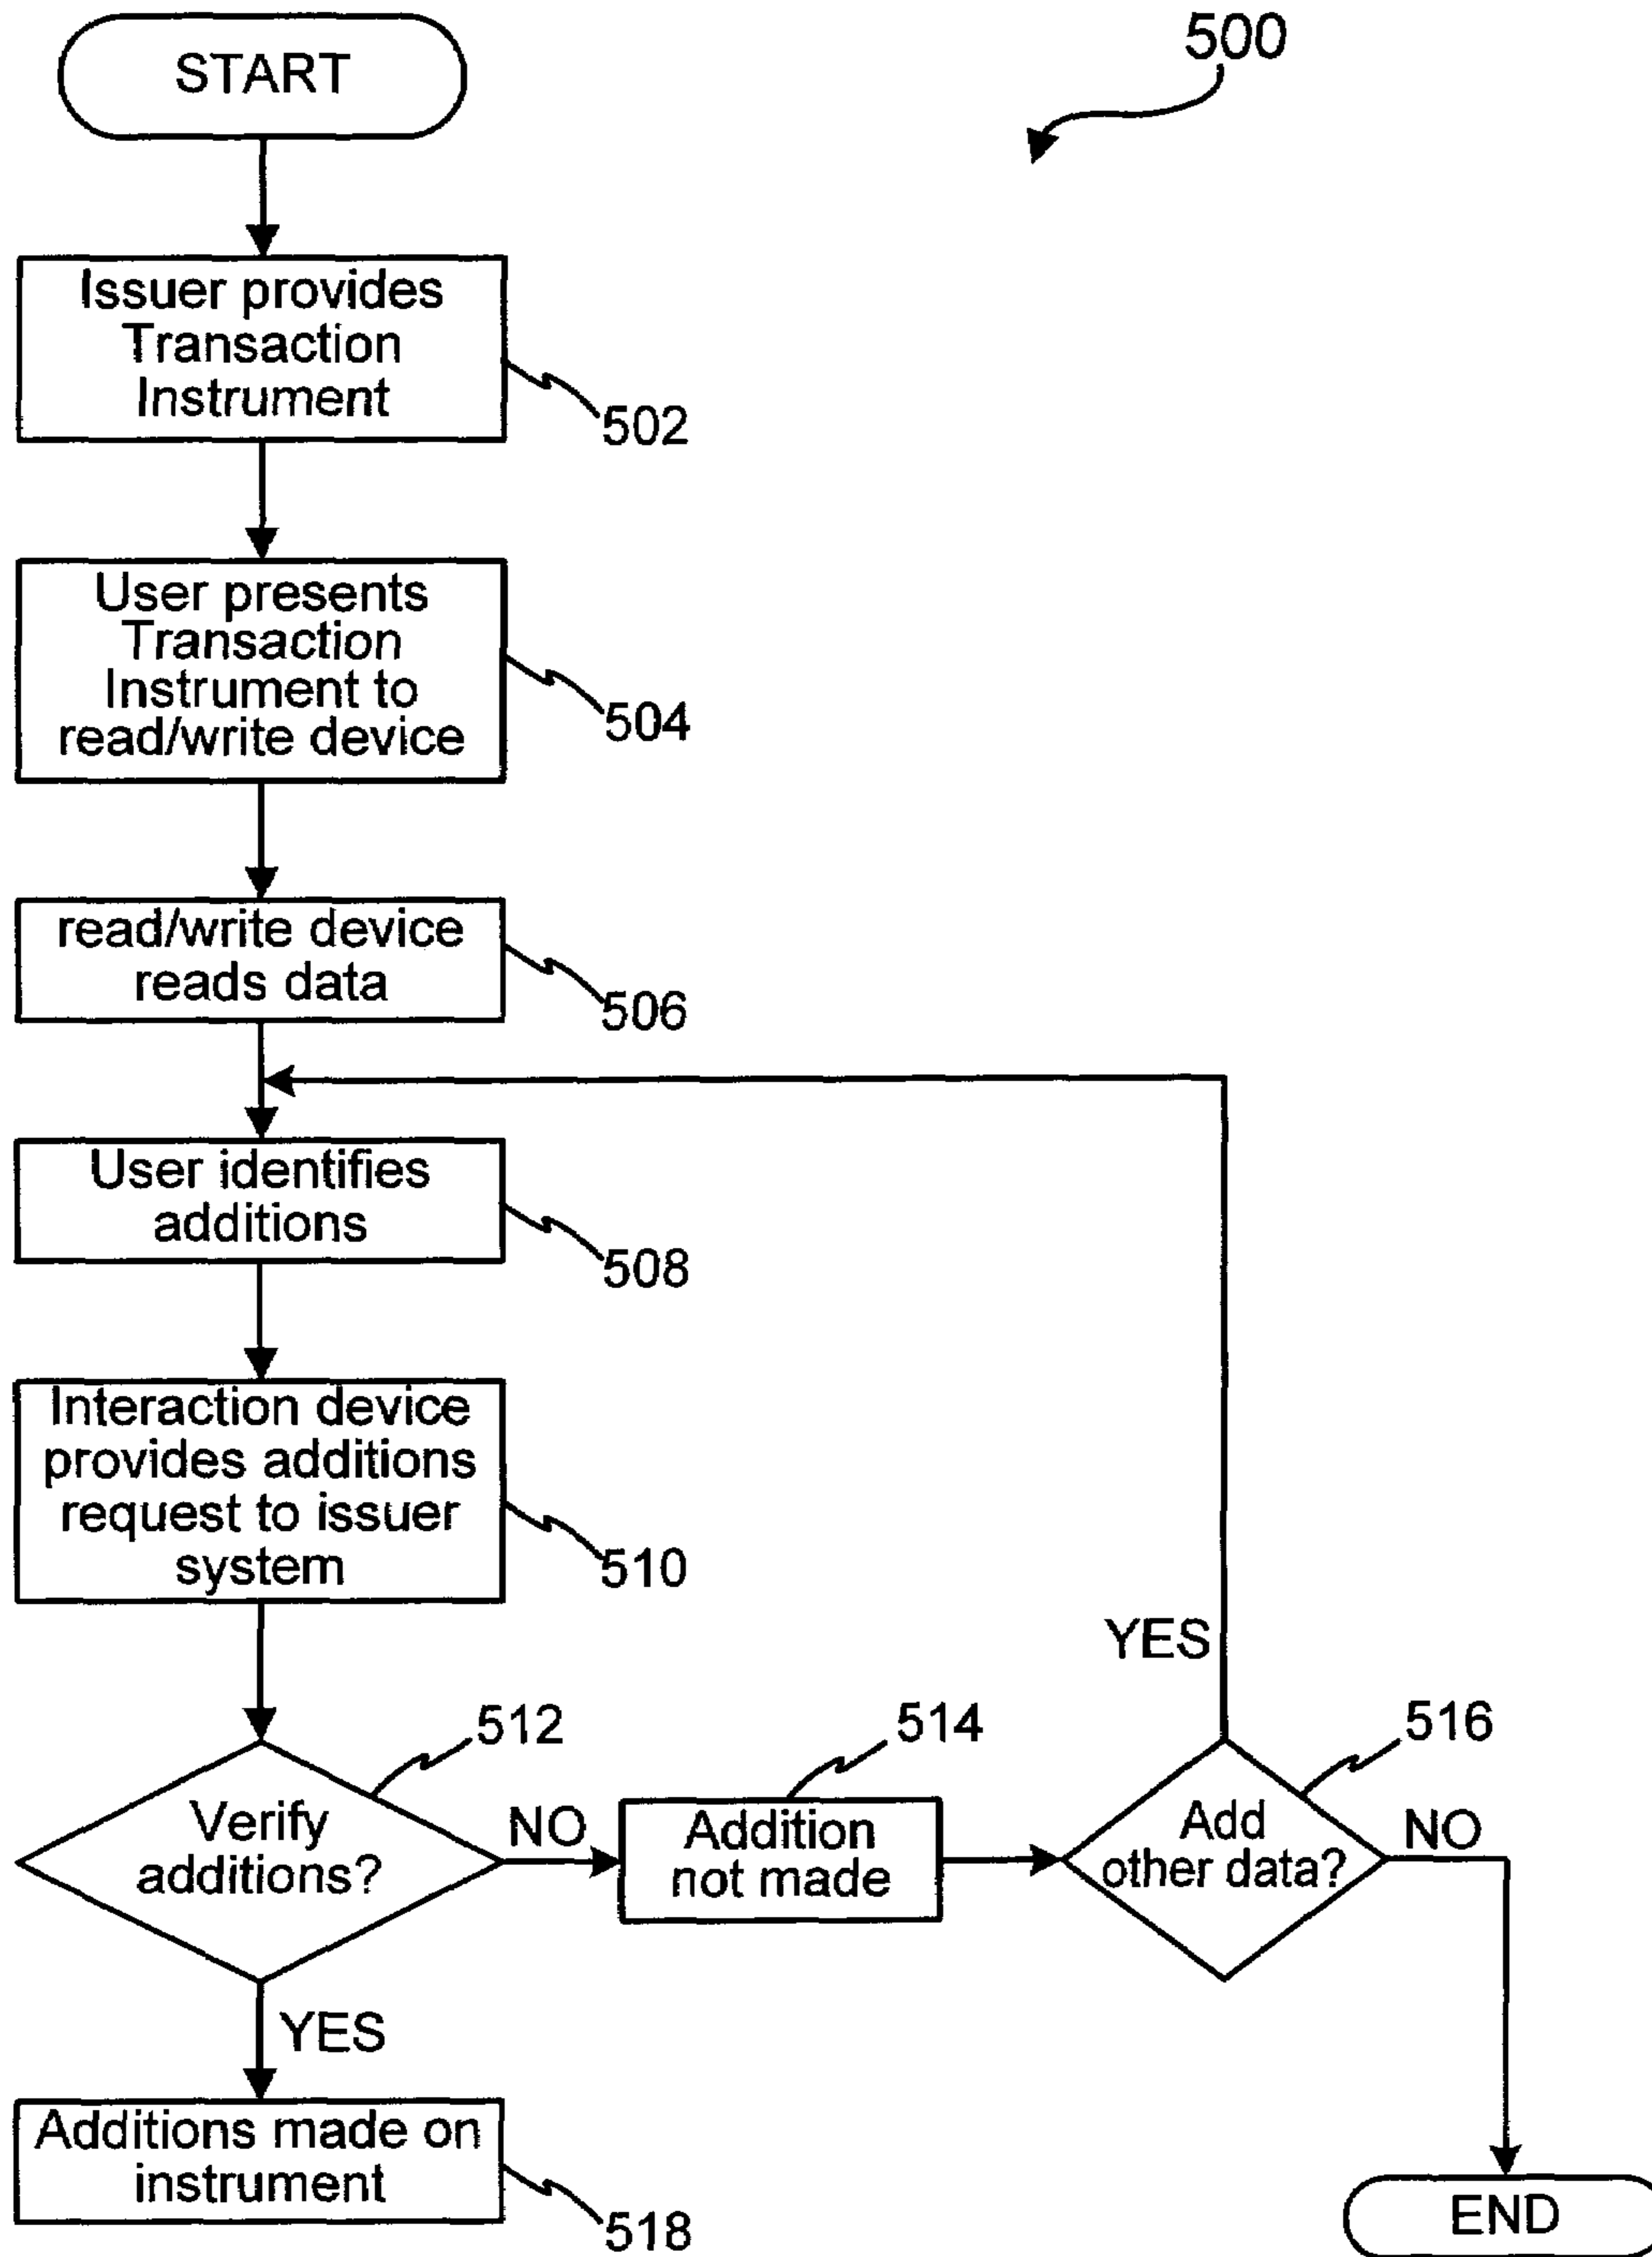 START
500
Issuer provides
Transaction
Instrument
502
User presents
Transaction
Instrument to
read/write device
504
read/write device
reads data
506
User identifies
additions
508
Interaction device
provides additions
request to issuer
system
510
YES
512
514
516
Verify
additions?
NO
Addition
not made
Add
other data?
NO
YES
Additions made on
instrument
518
END